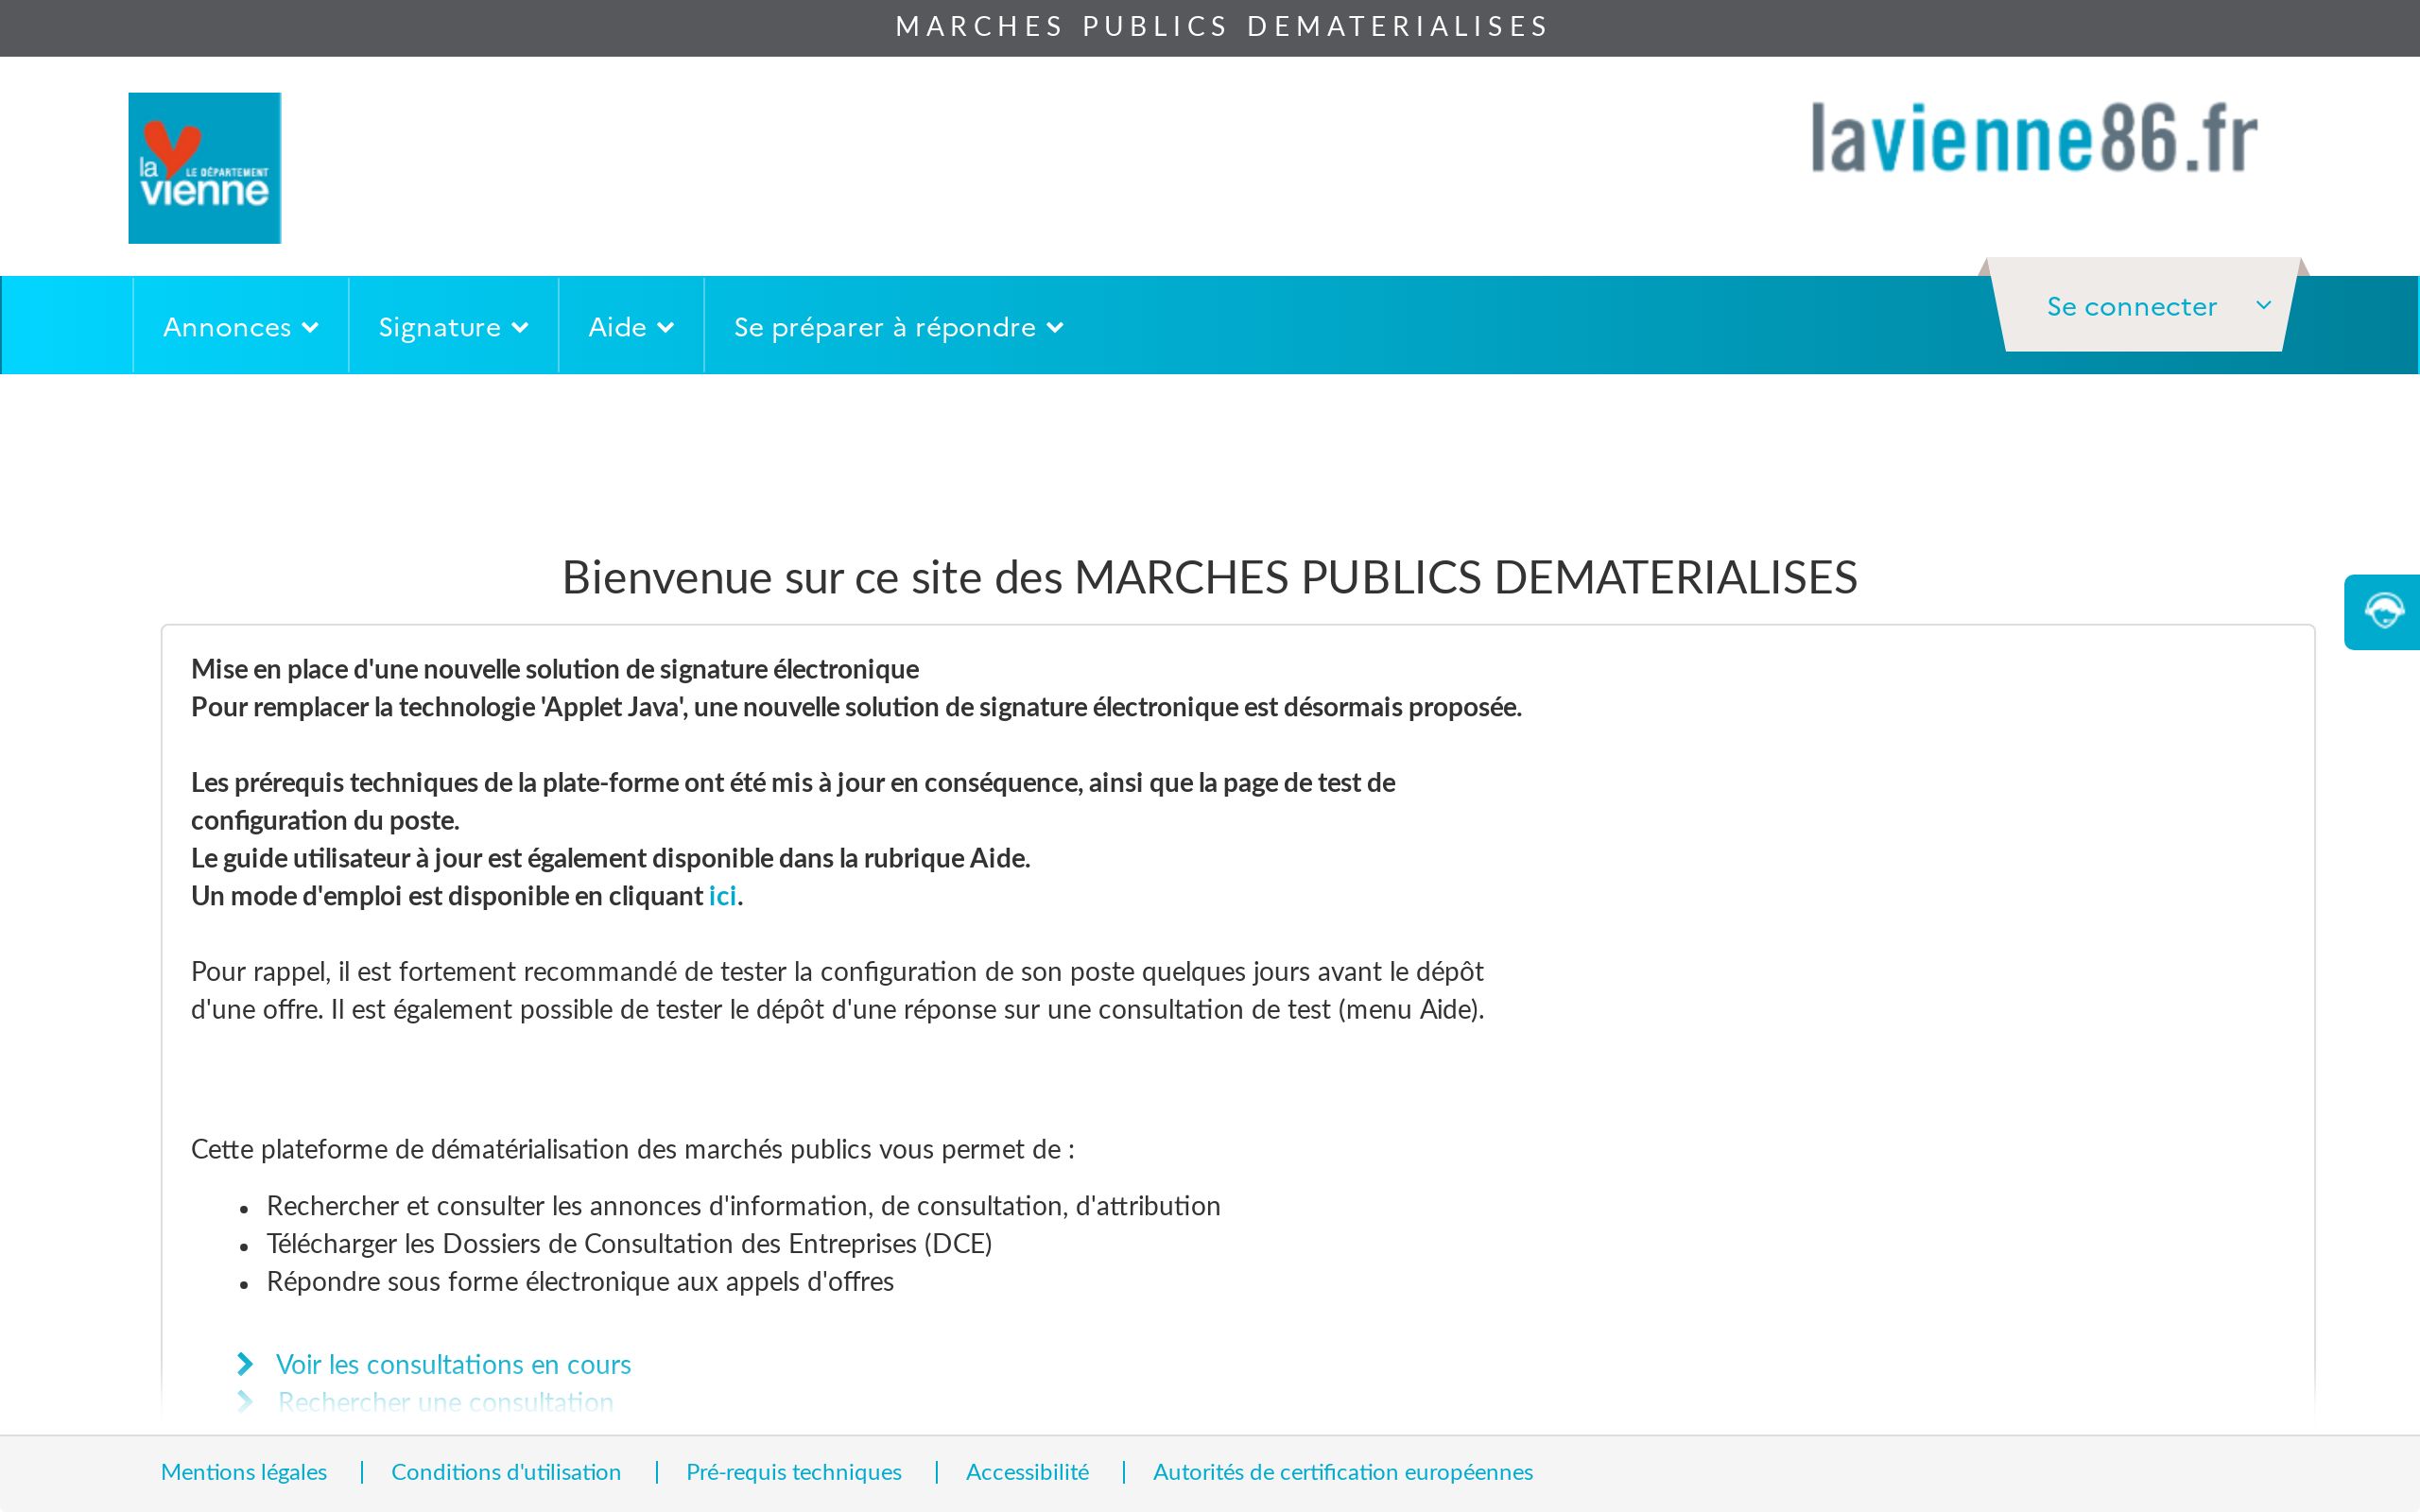 MARCHES PUBLICS DEMATERIALISES
la
LE DÉPARTEMENT
vienne
lavienne86.fr
Annonces
Signature
Aide
Se préparer à répondre
Se connecter
Bienvenue sur ce site des MARCHES PUBLICS DEMATERIALISES
Mise en place d'une nouvelle solution de signature électronique
Pour remplacer la technologie 'Applet Java', une nouvelle solution de signature électronique est désormais proposée.
Les prérequis techniques de la plate-forme ont été mis à jour en conséquence, ainsi que la page de test de
configuration du poste.
Le guide utilisateur à jour est également disponible dans la rubrique Aide.
Un mode d'emploi est disponible en cliquant ici.
Pour rappel, il est fortement recommandé de tester la configuration de son poste quelques jours avant le dépôt
d'une offre. Il est également possible de tester le dépôt d'une réponse sur une consultation de test (menu Aide).
Cette plateforme de dématérialisation des marchés publics vous permet de :
• Rechercher et consulter les annonces d'information, de consultation, d'attribution
• Télécharger les Dossiers de Consultation des Entreprises (DCE)
• Répondre sous forme électronique aux appels d'offres
Voir les consultations en cours
Rechercher une consultation
Mentions légales
Conditions d'utilisation
Pré-requis techniques
Accessibilité
Autorités de certification européennes